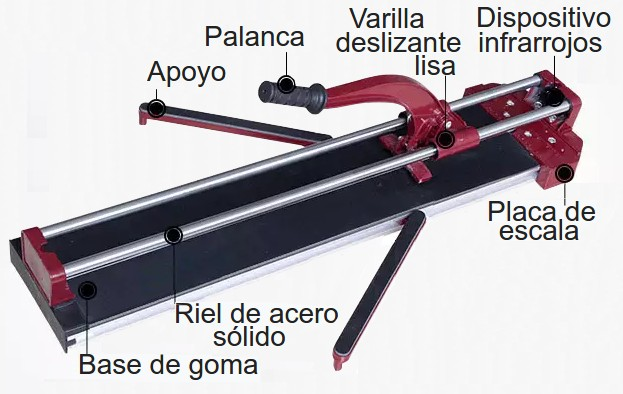 Palanca
Apoyo
Varilla
deslizante
lisa
Dispositivo
infrarrojos
Placa de
escala
Riel de acero
sólido
Base de goma